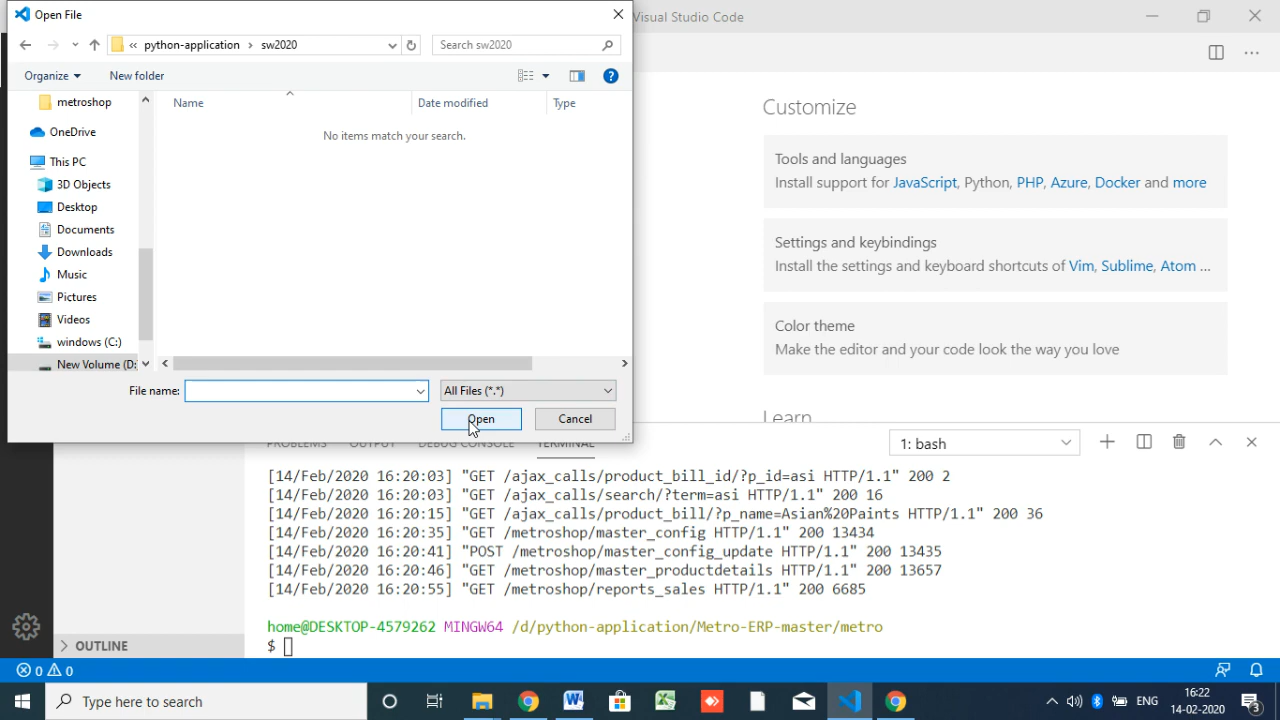 Open File
Visual Studio Code
python-application
sw2020
Search sw2020
Organize
New folder
metroshop
OneDrive
This PC
3D Objects
Desktop
Documents
Downloads
Music
Pictures
Videos
windows (C:)
New Volume (D:
Name
Date modified
Type
No items match your search.
File name:
All Files (*.*)
Open
Cancel
Customize
Tools and languages
Install support for JavaScript, Python, PHP, Azure, Docker and more
Settings and keybindings
Install the settings and keyboard shortcuts of Vim, Sublime, Atom ...
Color theme
Make the editor and your code look the way you love
Learn
PROBLEMS OUTPUT DEBUG CONSOLE TERMINAL
1: bash
[14/Feb/2020 16:20:03] "GET /ajax_calls/product_bill_id/?p_id=asi HTTP/1.1" 200 2
[14/Feb/2020 16:20:03] "GET /ajax_calls/search/?term=asi HTTP/1.1" 200 16
[14/Feb/2020 16:20:15] "GET /ajax_calls/product_bill/?p_name=Asian%20Paints HTTP/1.1" 200 36
[14/Feb/2020 16:20:35] "GET /metroshop/master_config HTTP/1.1" 200 13434
[14/Feb/2020 16:20:41] "POST /metroshop/master_config_update HTTP/1.1" 200 13435
[14/Feb/2020 16:20:46] "GET /metroshop/master_productdetails HTTP/1.1" 200 13657
[14/Feb/2020 16:20:55] "GET /metroshop/reports_sales HTTP/1.1" 200 6685
home@DESKTOP-4579262 MINGW64 /d/python-application/Metro-ERP-master/metro
$
OUTLINE
0 0
Type here to search
ENG
16:22
14-02-2020
3